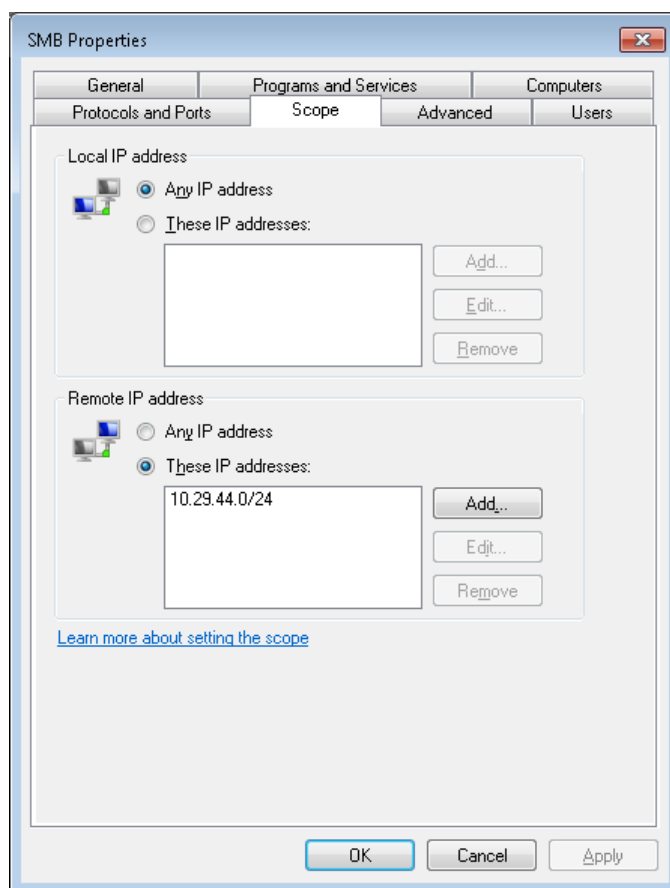 SMB Properties
General
Programs and Services
Computers
Protocols and Ports
Scope
Advanced
Users
Local IP address
Any IP address
These IP addresses:
Add...
Edit...
Remove
Remote IP address
Any IP address
These IP addresses:
10.29.44.0/24
Add...
Edit...
Remove
Learn more about setting the scope
OK
Cancel
Apply